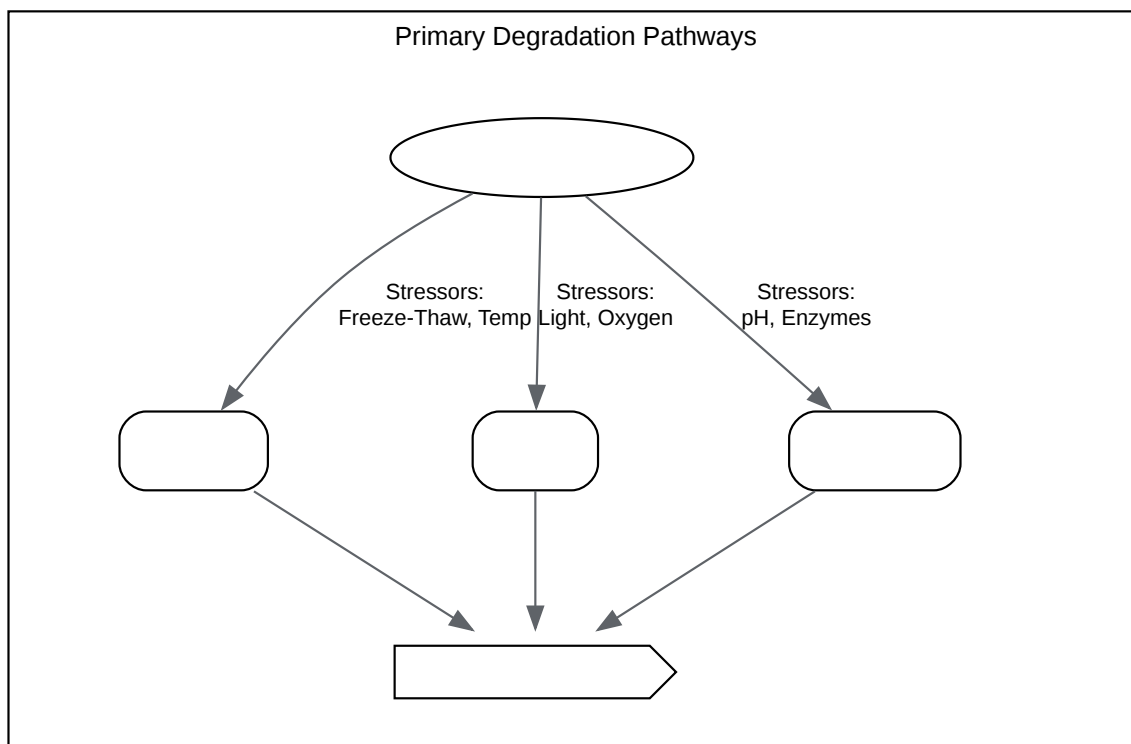 Primary Degradation Pathways
Stressors:
Freeze-Thaw, Temp
Stressors:
Light, Oxygen
Stressors:
pH, Enzymes